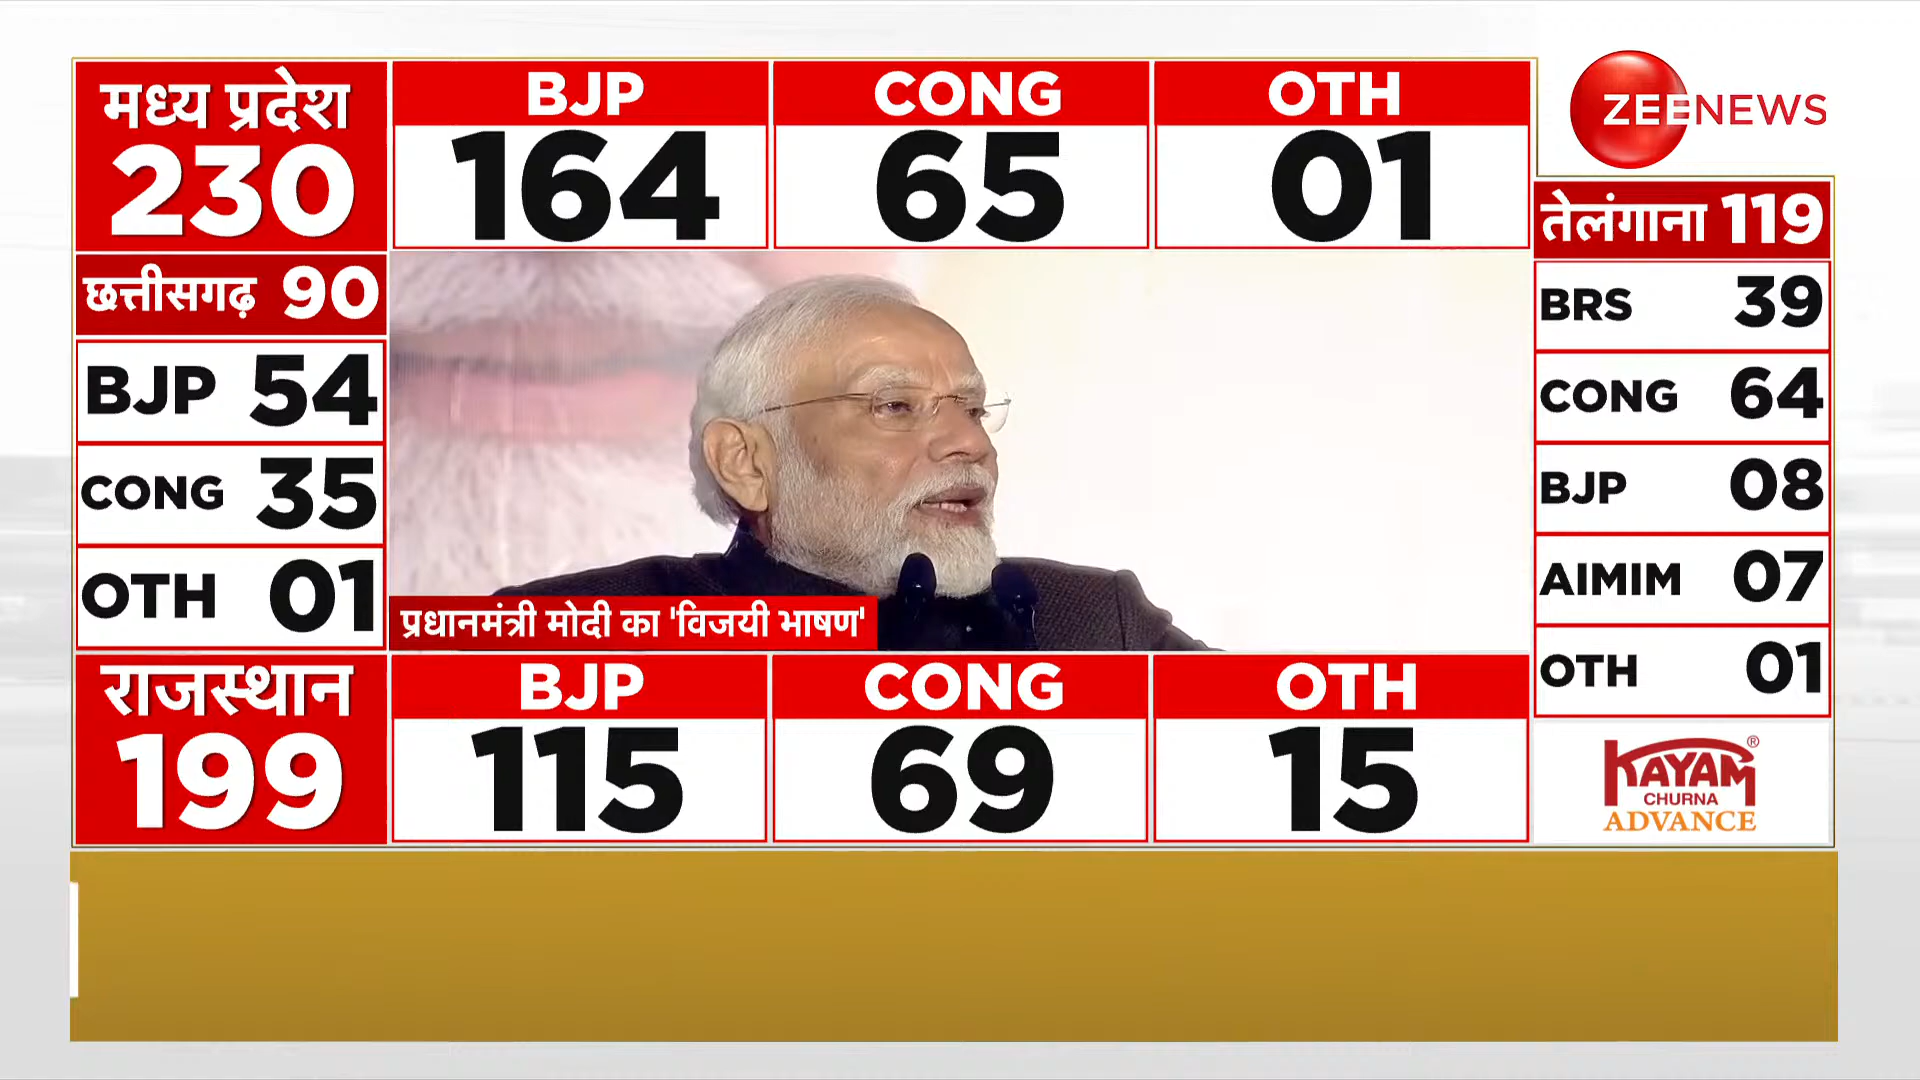 मध्य प्रदेश
230
BJP
164
CONG
65
OTH
01
ZEENEWS
छत्तीसगढ़ 90
BJP 54
CONG 35
OTH 01
तेलंगाना 119
BRS 39
CONG 64
BJP 08
AIMIM 07
OTH 01
प्रधानमंत्री मोदी का 'विजयी भाषण'
राजस्थान
199
BJP
115
CONG
69
OTH
15
KAYAM®
CHURNA
ADVANCE